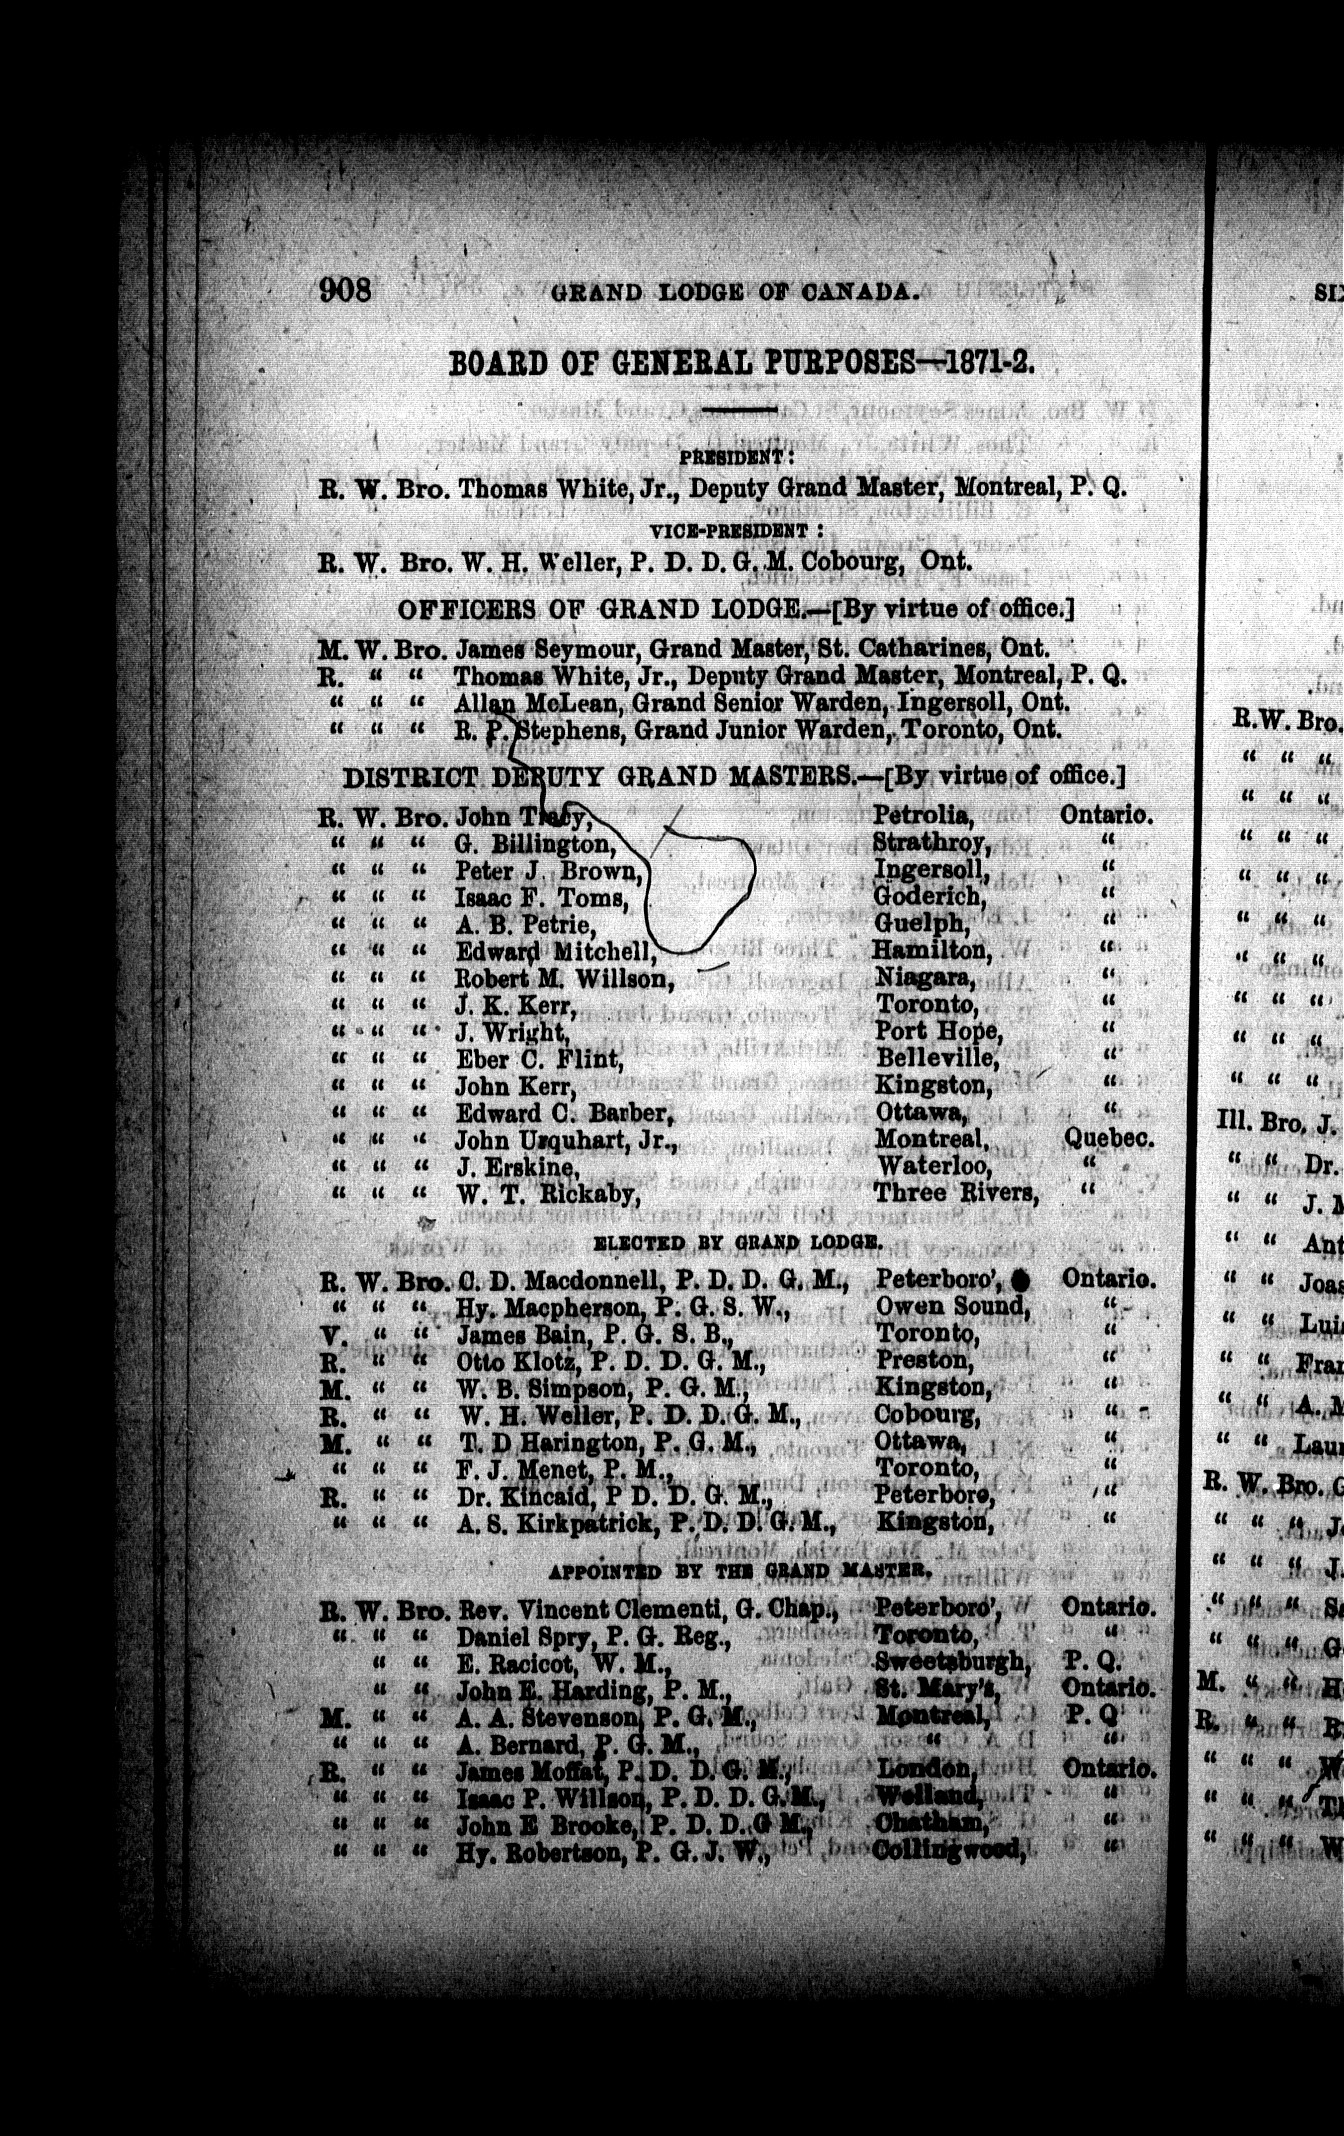 908 GRAND LODGE OF CANADA.
BOARD OF GENERAL PURPOSES—1871-2.
PRESIDENT:
R. W. Bro. Thomas White, Jr., Deputy Grand Master, Montreal, P. Q.
VICE-PRESIDENT:
R. W. Bro. W. H. Weller, P. D. D. G. M. Cobourg, Ont.
OFFICERS OF GRAND LODGE.—[By virtue of office.]
M. W. Bro. James Seymour, Grand Master, St. Catharines, Ont.
R. “ “ Thomas White, Jr., Deputy Grand Master, Montreal, P. Q.
“ “ “ Allan McLean, Grand Senior Warden, Ingersoll, Ont.
“ “ “ R. P. Stephens, Grand Junior Warden, Toronto, Ont.
DISTRICT DEPUTY GRAND MASTERS.—[By virtue of office.]
R. W. Bro. John Tracy, Petrolia, Ontario.
“ “ “ G. Billington, Strathroy, “
“ “ “ Peter J. Brown, Ingersoll, “
“ “ “ Isaac F. Toms, Goderich, “
“ “ “ A. B. Petrie, Guelph, “
“ “ “ Edward Mitchell, Hamilton, “
“ “ “ Robert M. Willson, Niagara, “
“ “ “ J. K. Kerr, Toronto, “
“ “ “ J. Wright, Port Hope, “
“ “ “ Eber C. Flint, Belleville, “
“ “ “ John Kerr, Kingston, “
“ “ “ Edward C. Barber, Ottawa, “
“ “ “ John Urquhart, Jr., Montreal, Quebec.
“ “ “ J. Erskine, Waterloo, “
“ “ “ W. T. Rickaby, Three Rivers, “
ELECTED BY GRAND LODGE.
R. W. Bro. C. D. Macdonnell, P. D. D. G. M., Peterboro’, Ontario.
“ “ “ Hy. Macpherson, P. G. S. W., Owen Sound, “
V. “ “ James Bain, P. G. S. B., Toronto, “
R. “ “ Otto Klotz, P. D. D. G. M., Preston, “
M. “ “ W. B. Simpson, P. G. M., Kingston, “
R. “ “ W. H. Weller, P. D. D. G. M., Cobourg, “
M. “ “ T. D Harington, P. G. M., Ottawa, “
“ “ “ F. J. Menet, P. M., Toronto, “
R. “ “ Dr. Kincaid, P D. D. G. M., Peterboro, “
“ “ “ A. S. Kirkpatrick, P. D. D. G. M., Kingston, “
APPOINTED BY THE GRAND MASTER.
R. W. Bro. Rev. Vincent Clementi, G. Chap., Peterboro’, Ontario.
“ “ “ Daniel Spry, P. G. Reg., Toronto, “
“ “ E. Racicot, W. M., Sweetsburgh, P. Q.
“ “ John E. Harding, P. M., St. Mary’s, Ontario.
M. “ “ A. A. Stevenson, P. G. M., Montreal, P. Q
“ “ “ A. Bernard, P. G. M., “ “
R. “ “ James Moffat, P. D. D. G. M., London, Ontario.
“ “ “ Isaac P. Willson, P. D. D. G. M., Welland, “
“ “ “ John E Brooke, P. D. D. G M., Chatham, “
“ “ “ Hy. Robertson, P. G. J. W., Collingwood, “
R.W. Bro.
“ “ “
“ “ “
“ “ “
“ “ “
“ “ “
“ “ “
“ “ “
“ “ “
“ “ “
Ill. Bro. J.
“ “ Dr.
“ “ J.
“ “
“ “
“ “
“ “
“ “ A.
“ “
R. W. Bro.
“ “ “
“ “ “ J.
“ “ “
“ “ “
M. “ “
R. “ “
“ “ “
“ “ “
“ “ “